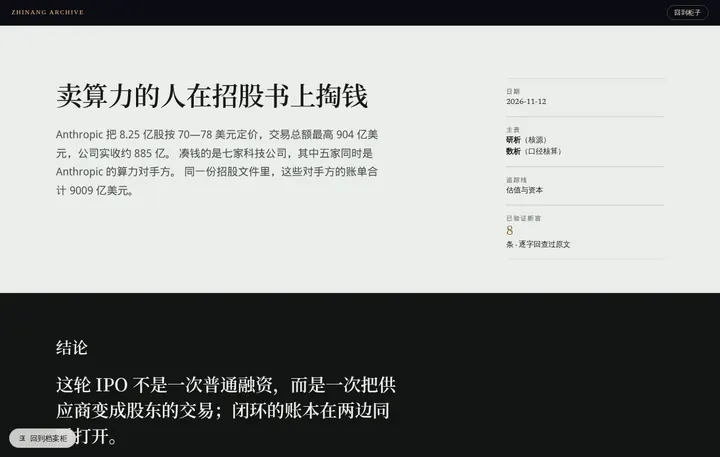 ZHINANG ARCHIVE
回到柜子
卖算力的人在招股书上掏钱
Anthropic 把 8.25 亿股按 70—78 美元定价，交易总额最高 904 亿美
元，公司实收约 885 亿。 凑钱的是七家科技公司，其中五家同时是
Anthropic 的算力对手方。 同一份招股文件里，这些对手方的账单合
计 9009 亿美元。
日期
2026-11-12
主责
研析（核源）
数析（口径核算）
追踪线
估值与资本
已验证断言
8
条 · 逐字回查过原文
结论
这轮 IPO 不是一次普通融资，而是一次把供
应商变成股东的交易；闭环的账本在两边同
打开。
回到档案柜